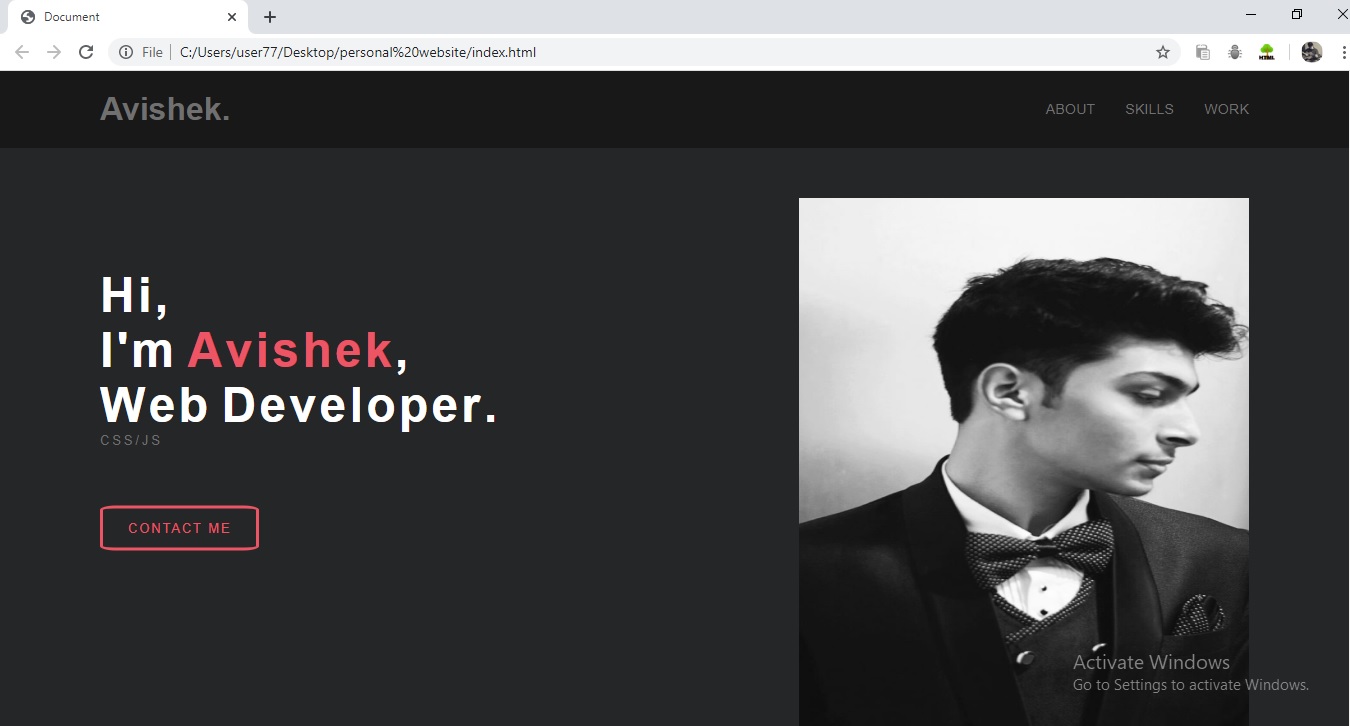 Document
File
C:/Users/user77/Desktop/personal%20website/index.html
HTML
Avishek.
ABOUT SKILLS WORK
Hi,
I'm Avishek,
Web Developer.
CSS/JS
CONTACT ME
Activate Windows
Go to Settings to activate Windows.